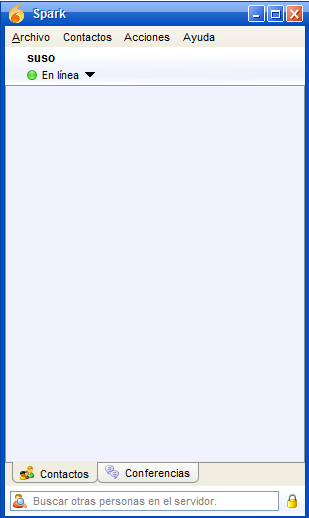 Spark
Archivo Contactos Acciones Ayuda
suso
En línea
Contactos Conferencias
Buscar otras personas en el servidor.